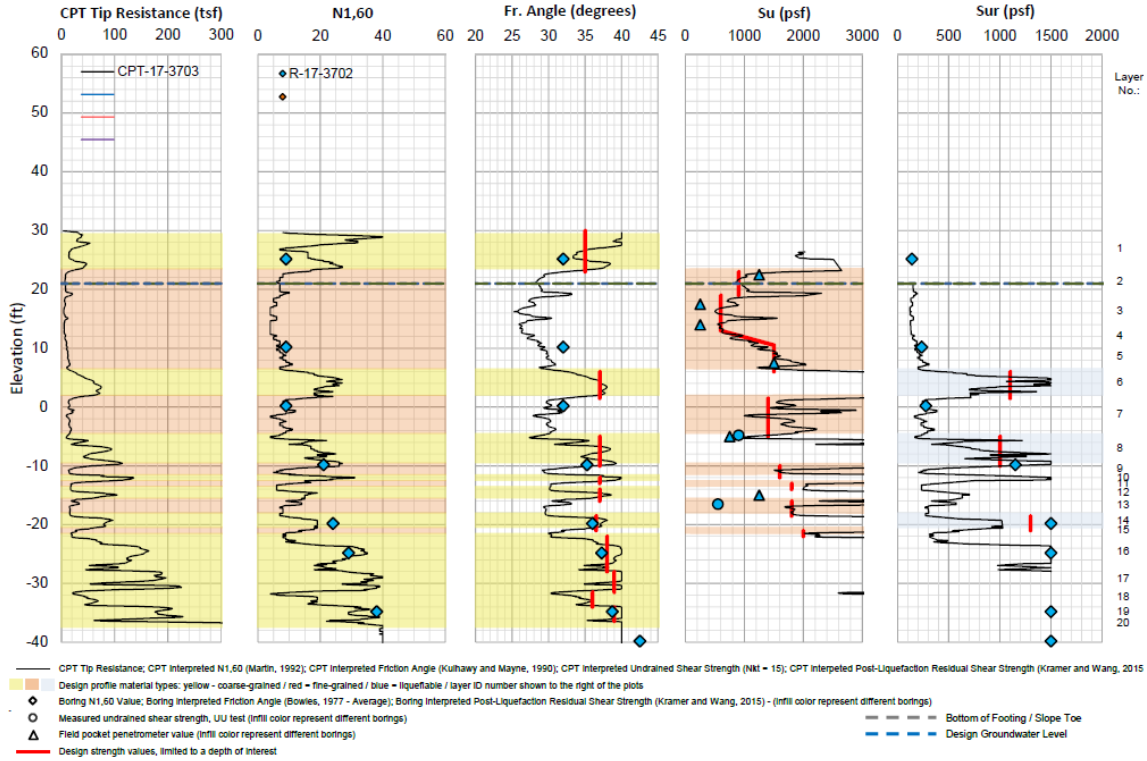 CPT Tip Resistance (tsf)
N1,60
Fr. Angle (degrees)
Su (psf)
Sur (psf)
0 100 200 300
0 20 40 60
20 25 30 35 40 45
0 1000 2000 3000
0 500 1000 1500 2000
60
50
40
30
20
10
0
-10
-20
-30
-40
Elevation (ft)
CPT-17-3703
R-17-3702
Layer
No.:
1
2
3
4
5
6
7
8
9
10
11
12
13
14
15
16
17
18
19
20
CPT Tip Resistance; CPT Interpreted N1,60 (Martin, 1992); CPT Interpreted Friction Angle (Kulhawy and Mayne, 1990); CPT Interpreted Undrained Shear Strength (Nkt = 15); CPT Intepreted Post-Liquefaction Residual Shear Strength (Kramer and Wang, 2015
Design profile material types: yellow - coarse-grained / red = fine-grained / blue = liquefiable / layer ID number shown to the right of the plots
Boring N1,60 Value; Boring Interpreted Friction Angle (Bowles, 1977 - Average); Boring Interpreted Post-Liquefaction Residual Shear Strength (Kramer and Wang, 2015) - (Infill color represent different borings)
Measured undrained shear strength, UU test (Infill color represent different borings)
Field pocket penetrometer value (Infill color represent different borings)
Design strength values, limited to a depth of interest
Bottom of Footing / Slope Toe
Design Groundwater Level